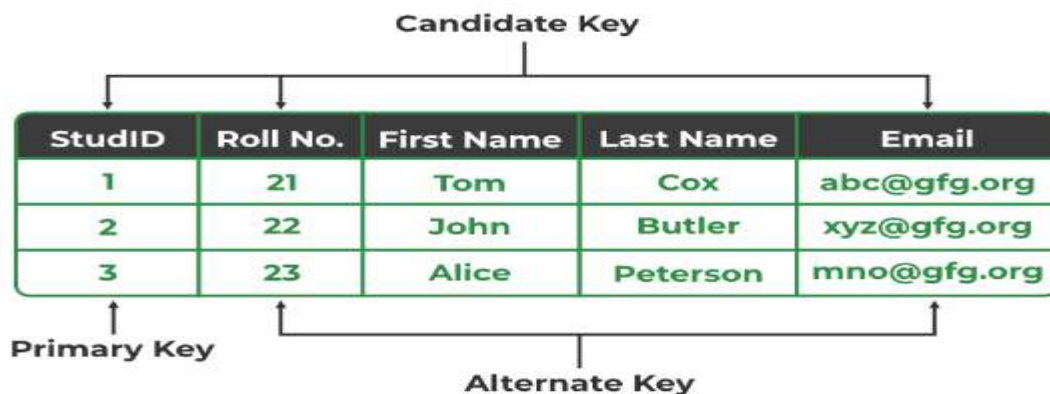 Candidate Key
StudID Roll No. First Name Last Name Email
1 21 Tom Cox abc@gfg.org
2 22 John Butler xyz@gfg.org
3 23 Alice Peterson mno@gfg.org
Primary Key
Alternate Key